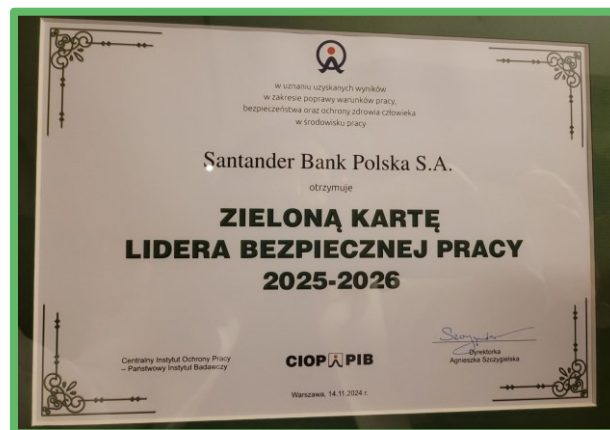 w uznaniu uzyskanych wyników
w zakresie poprawy warunków pracy,
bezpieczeństwa oraz ochrony zdrowia człowieka
w środowisku pracy
Santander Bank Polska S.A.
otrzymuje
ZIELONĄ KARTĘ
LIDERA BEZPIECZNEJ PRACY
2025-2026
Centralny Instytut Ochrony Pracy
– Państwowy Instytut Badawczy
CIOP PIB
Dyrektorka
Agnieszka Szczygielska
Warszawa, 14.11.2024 r.